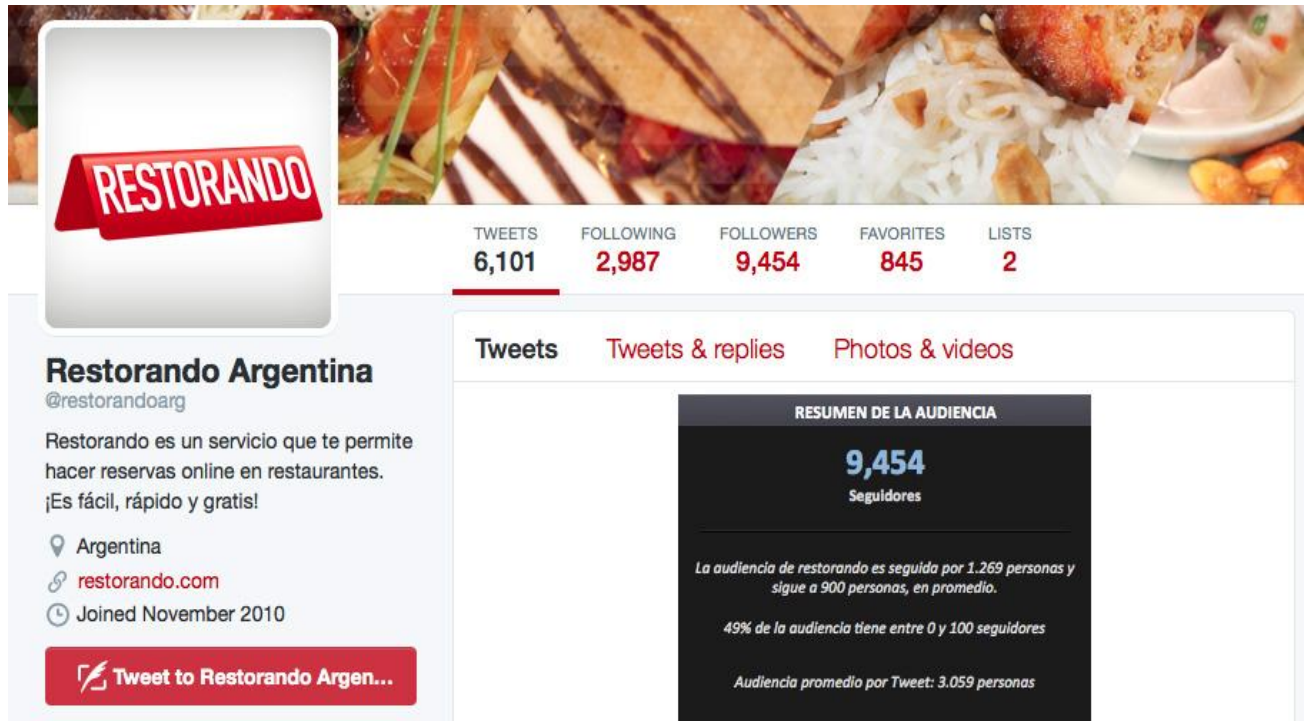 RESTORANDO
TWEETS FOLLOWING FOLLOWERS FAVORITES LISTS
6,101 2,987 9,454 845 2
Restorando Argentina
@restorandoarg
Restorando es un servicio que te permite
hacer reservas online en restaurantes.
¡Es fácil, rápido y gratis!
Argentina
restorando.com
Joined November 2010
Tweet to Restorando Argen...
Tweets Tweets & replies Photos & videos
RESUMEN DE LA AUDIENCIA
9,454
Seguidores
La audiencia de restorando es seguida por 1.269 personas y
sigue a 900 personas, en promedio.
49% de la audiencia tiene entre 0 y 100 seguidores
Audiencia promedio por Tweet: 3.059 personas